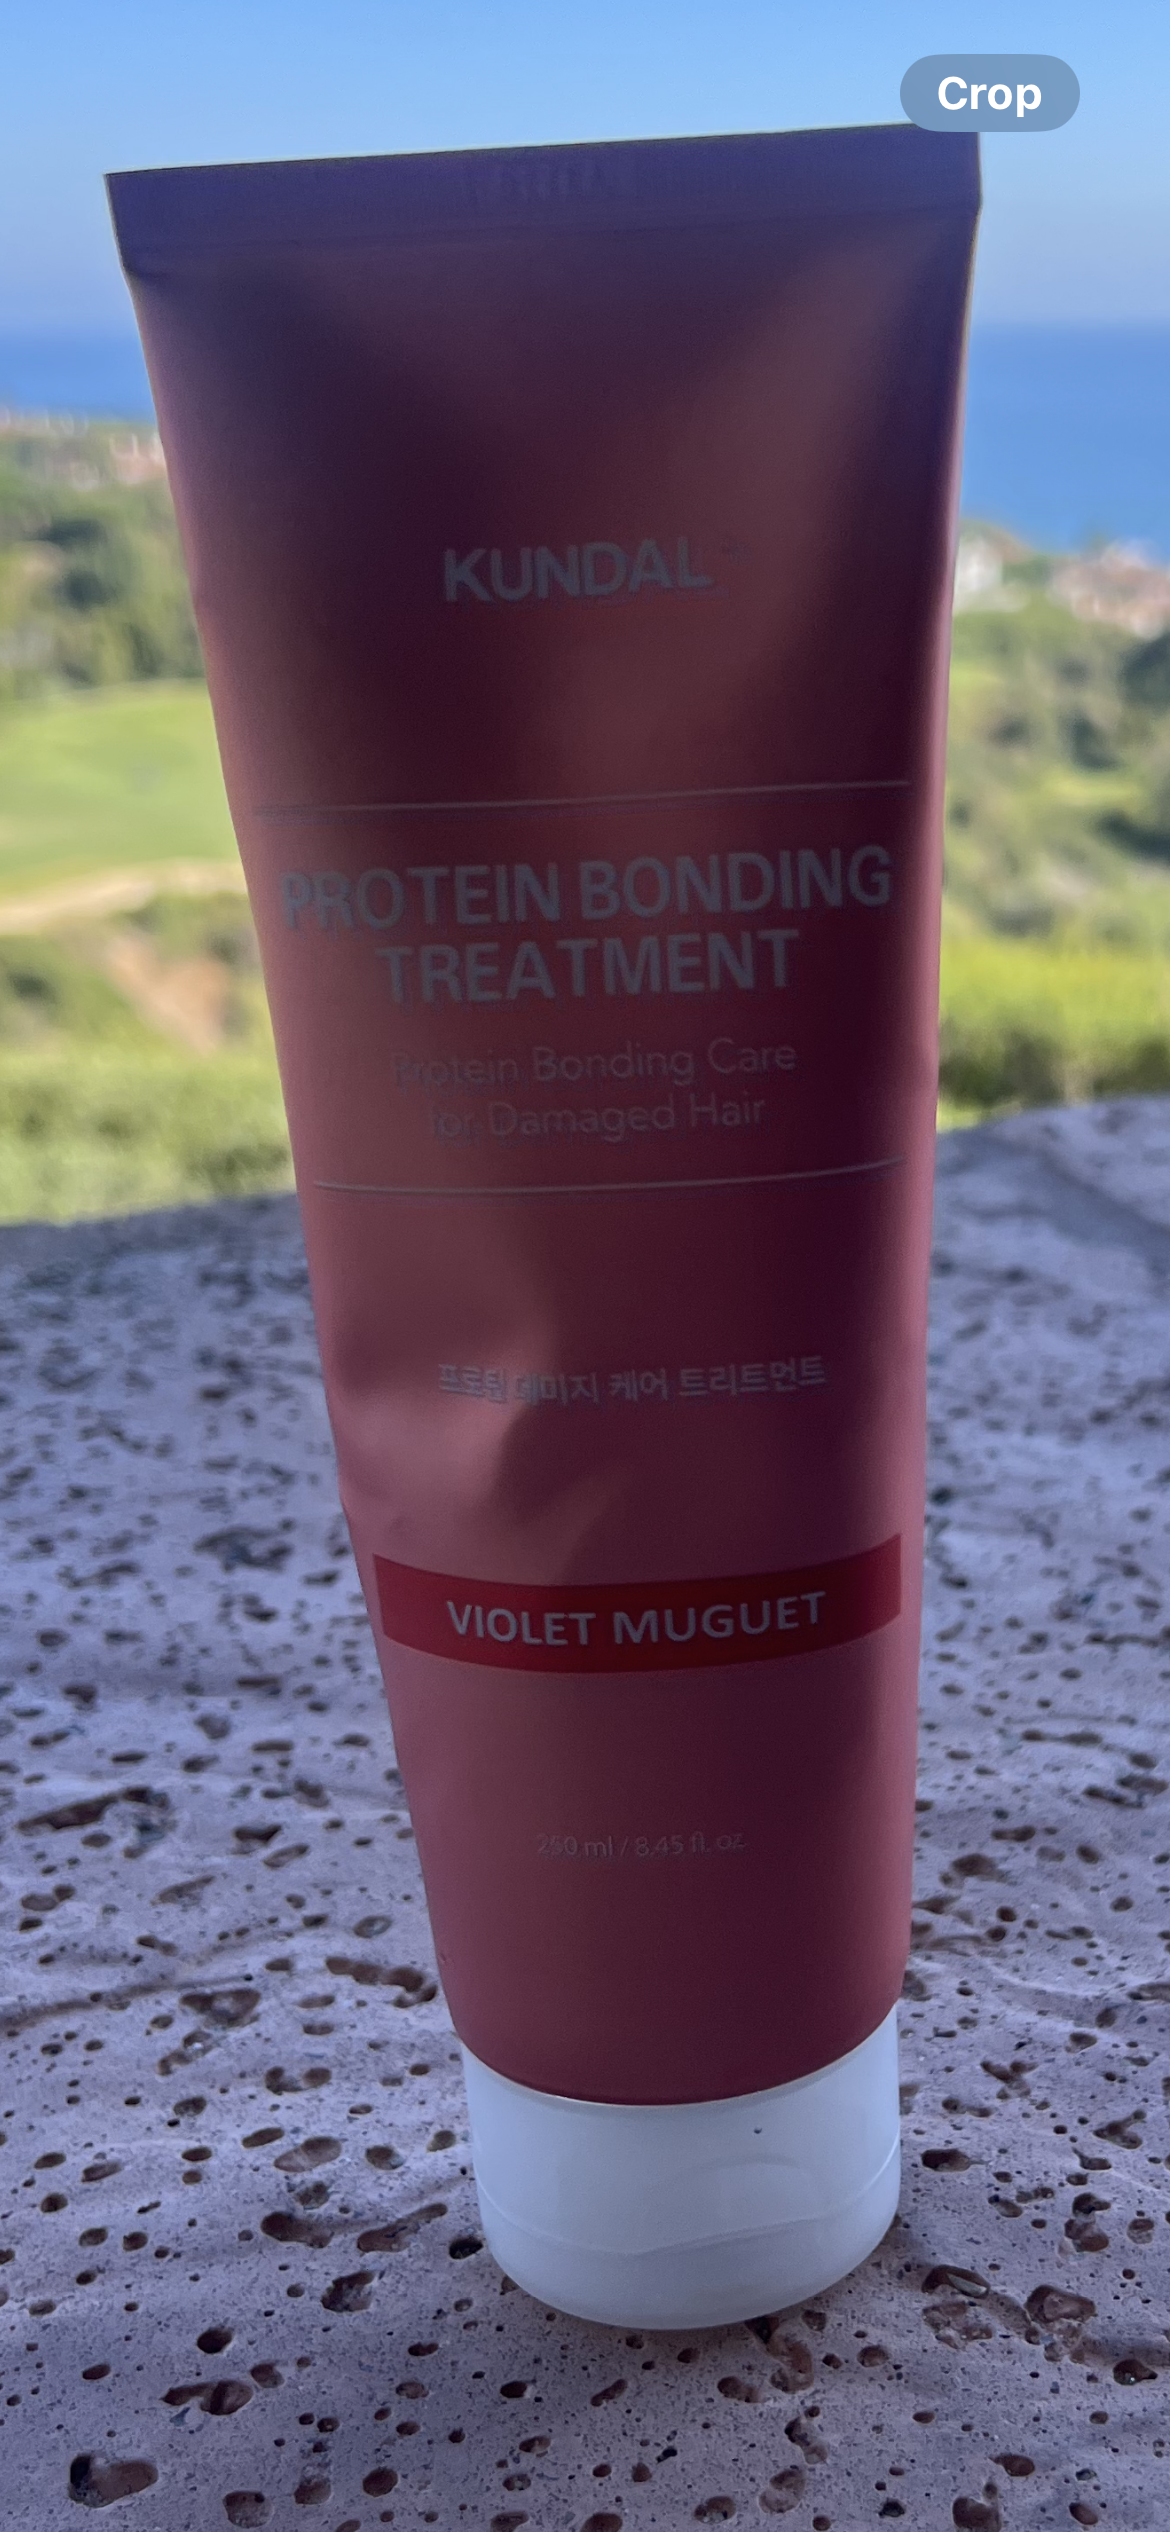 Crop
KUNDAL
PROTEIN BONDING
TREATMENT
Protein Bonding Care
for Damaged Hair
프로틴 데미지 케어 트리트먼트
VIOLET MUGUET
250 ml / 8.45 fl. oz